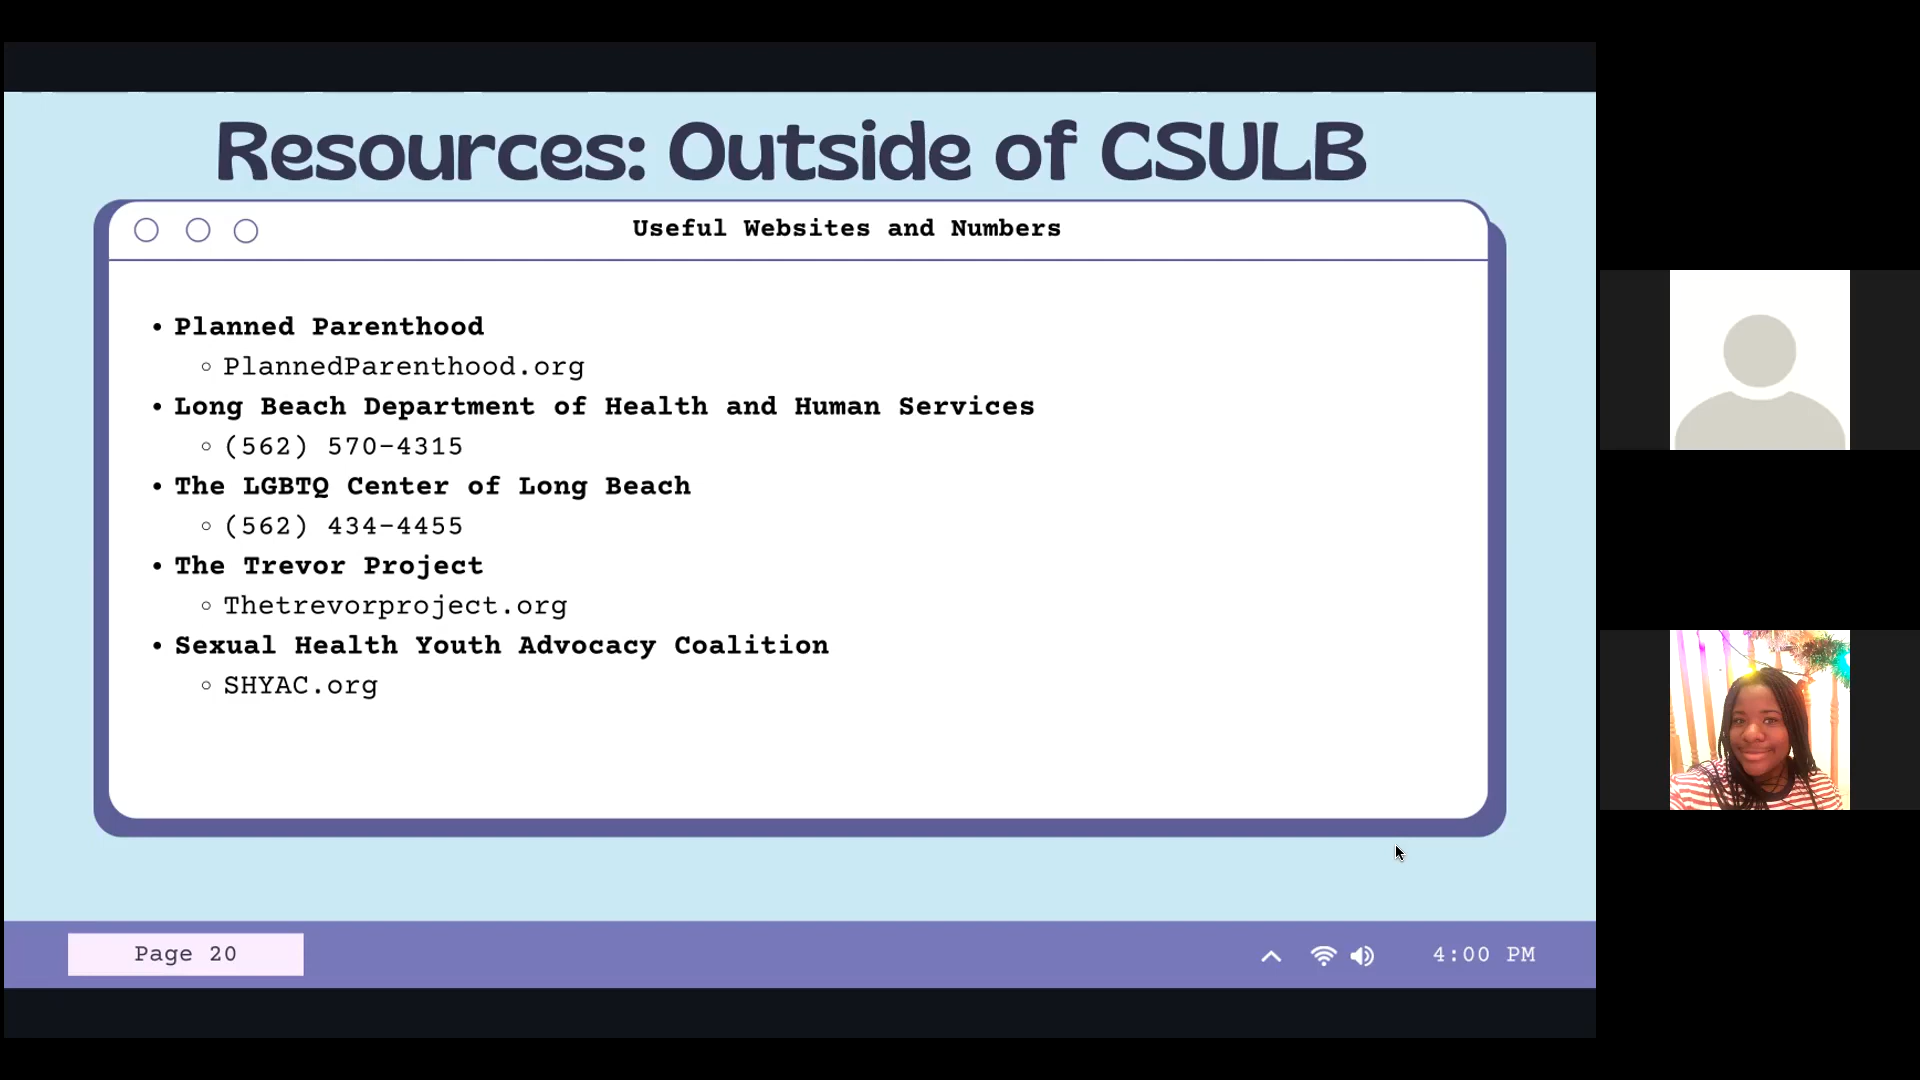 Resources: Outside of CSULB
Useful Websites and Numbers
• Planned Parenthood
○ PlannedParenthood.org
• Long Beach Department of Health and Human Services
○ (562) 570-4315
• The LGBTQ Center of Long Beach
○ (562) 434-4455
• The Trevor Project
○ Thetrevorproject.org
• Sexual Health Youth Advocacy Coalition
○ SHYAC.org
Page 20
4:00 PM